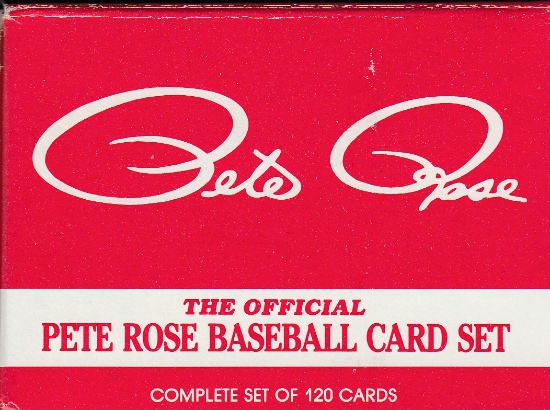 Pete Rose
THE OFFICIAL
PETE ROSE BASEBALL CARD SET
COMPLETE SET OF 120 CARDS